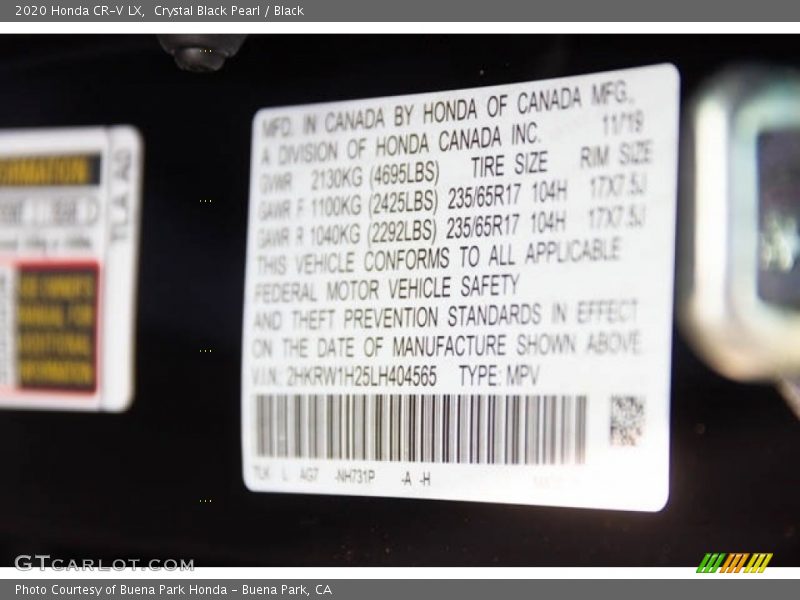 2020 Honda CR-V LX, Crystal Black Pearl / Black
MFD. IN CANADA BY HONDA OF CANADA MFG.,
A DIVISION OF HONDA CANADA INC. 11/19
GVWR 2130KG (4695LBS) TIRE SIZE RIM SIZE
GAWR F 1100KG (2425LBS) 235/65R17 104H 17X7.5J
GAWR R 1040KG (2292LBS) 235/65R17 104H 17X7.5J
THIS VEHICLE CONFORMS TO ALL APPLICABLE
FEDERAL MOTOR VEHICLE SAFETY
AND THEFT PREVENTION STANDARDS IN EFFECT
ON THE DATE OF MANUFACTURE SHOWN ABOVE.
V.I.N.: 2HKRW1H25LH404565 TYPE: MPV
TLK L AG7 -NH731P -A -H
TLA A0
GTCARLOT.COM
Photo Courtesy of Buena Park Honda - Buena Park, CA